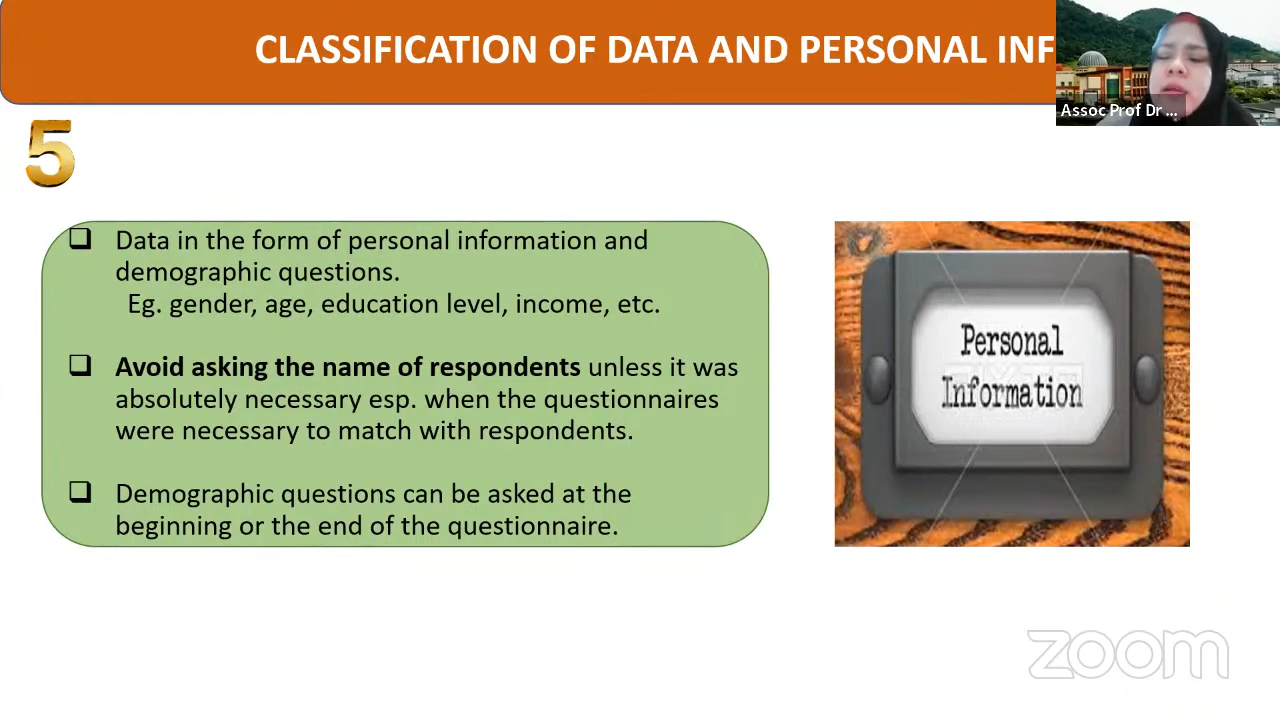 CLASSIFICATION OF DATA AND PERSONAL INF
Assoc Prof Dr ...
5
Data in the form of personal information and
demographic questions.
Eg. gender, age, education level, income, etc.
Avoid asking the name of respondents unless it was
absolutely necessary esp. when the questionnaires
were necessary to match with respondents.
Demographic questions can be asked at the
beginning or the end of the questionnaire.
Personal
Information
zoom